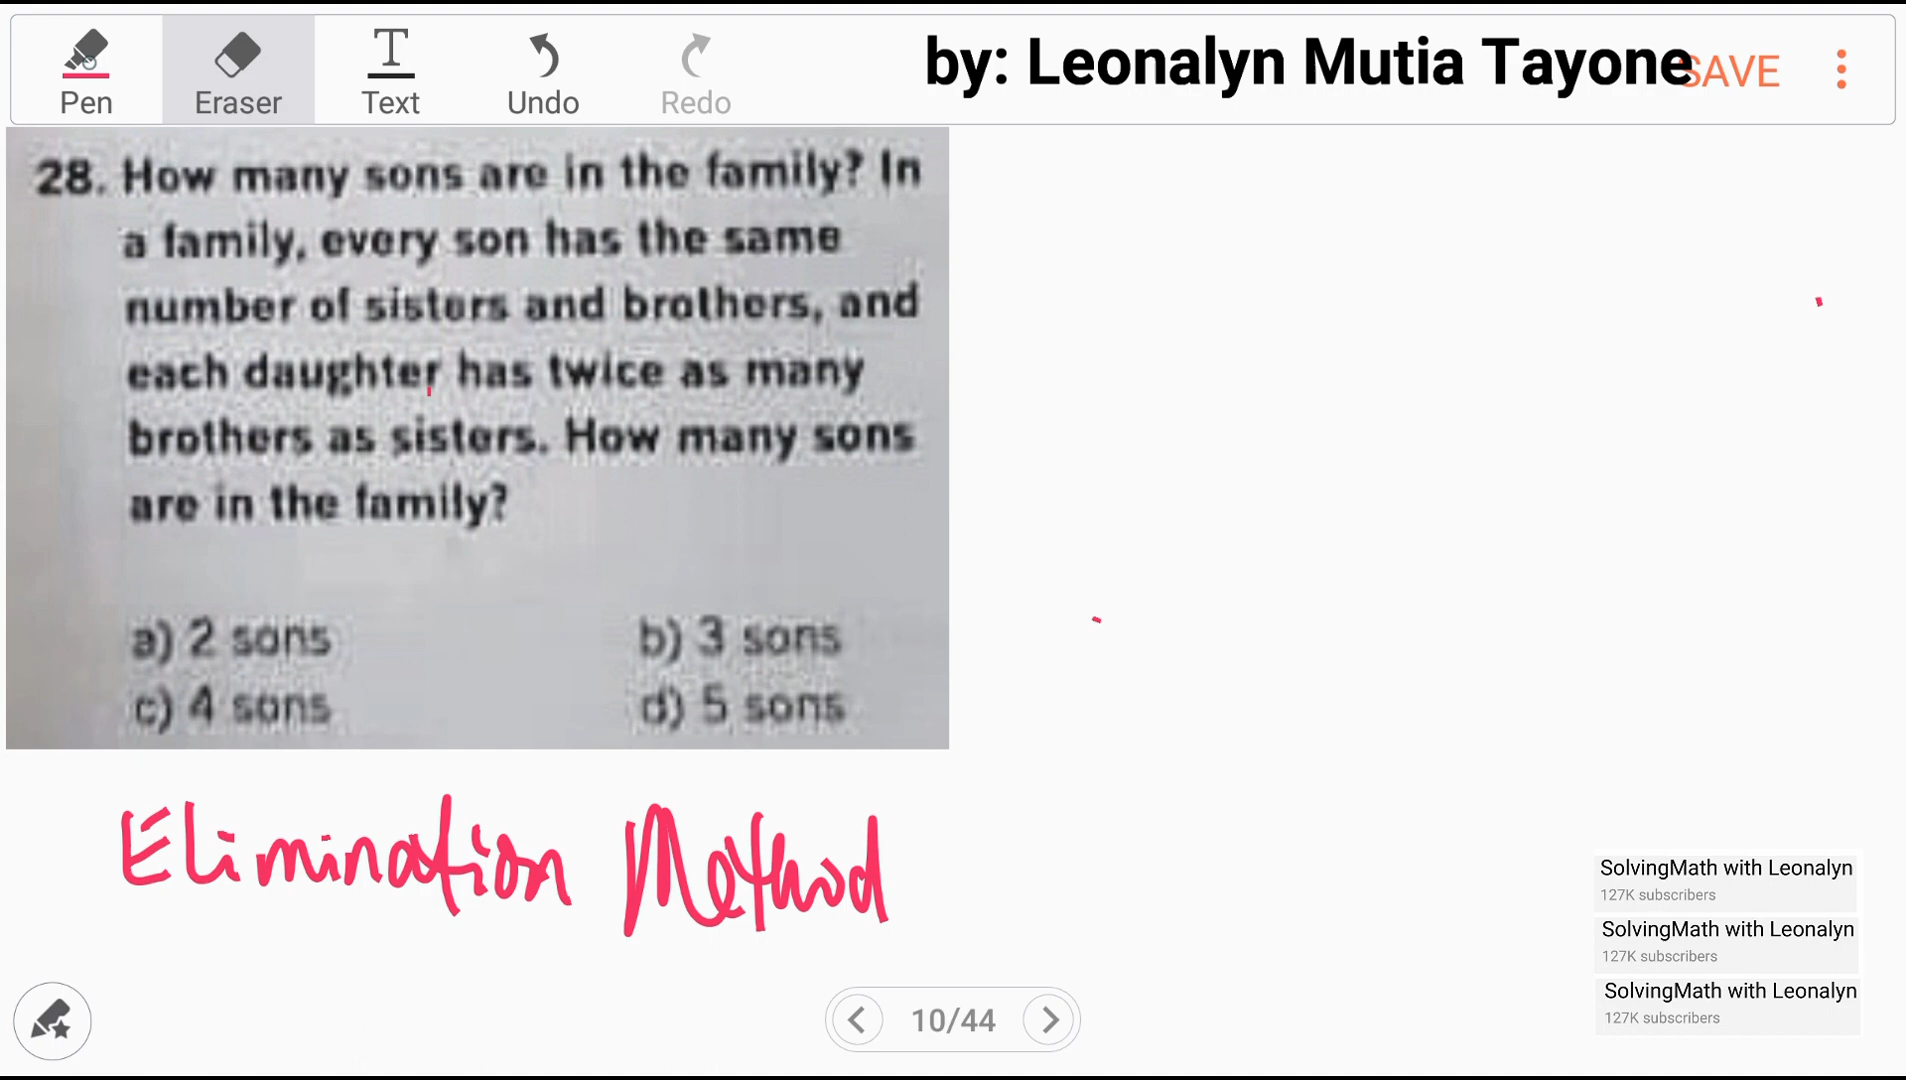 Pen
Eraser
Text
Undo
Redo
by: Leonalyn Mutia Tayone
SAVE
28. How many sons are in the family? In
a family, every son has the same
number of sisters and brothers, and
each daughter has twice as many
brothers as sisters. How many sons
are in the family?
a) 2 sons
b) 3 sons
c) 4 sons
d) 5 sons
Elimination Method
SolvingMath with Leonalyn
127K subscribers
SolvingMath with Leonalyn
127K subscribers
SolvingMath with Leonalyn
127K subscribers
10/44